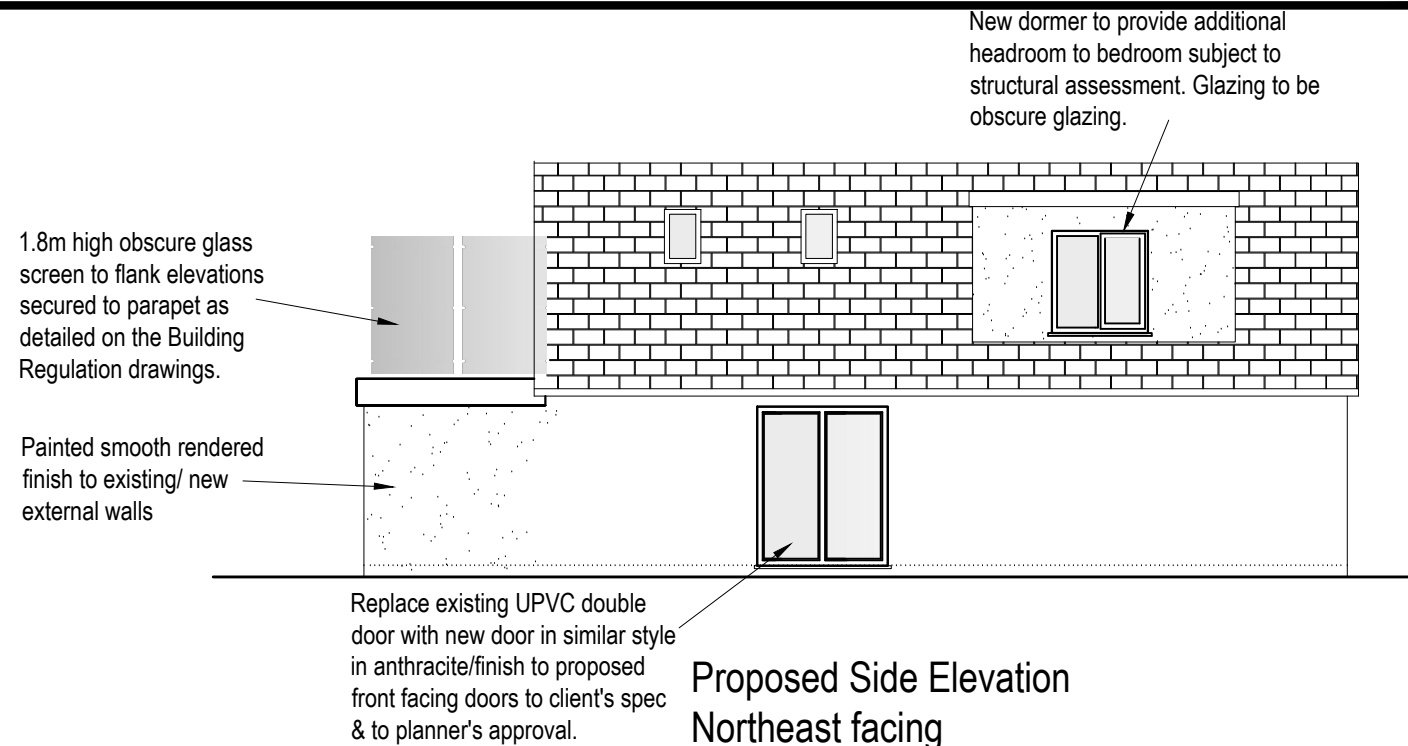 New dormer to provide additional
headroom to bedroom subject to
structural assessment. Glazing to be
obscure glazing.
1.8m high obscure glass
screen to flank elevations
secured to parapet as
detailed on the Building
Regulation drawings.
Painted smooth rendered
finish to existing/ new
external walls
Replace existing UPVC double
door with new door in similar style
in anthracite/finish to proposed
front facing doors to client's spec
& to planner's approval.
Proposed Side Elevation
Northeast facing